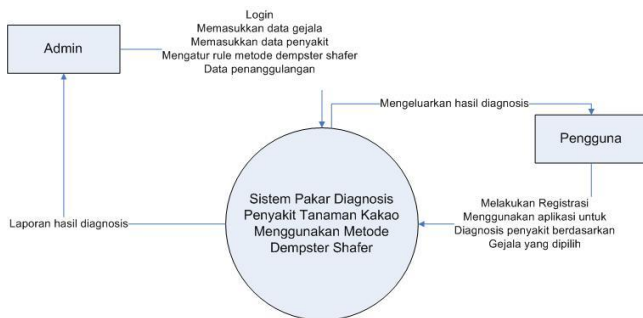 Login
Memasukkan data gejala
Memasukkan data penyakit
Mengatur rule metode dempster shafer
Data penanggulangan
Admin
Mengeluarkan hasil diagnosis
Pengguna
Sistem Pakar Diagnosis
Penyakit Tanaman Kakao
Menggunakan Metode
Dempster Shafer
Melakukan Registrasi
Menggunakan aplikasi untuk
Diagnosis penyakit berdasarkan
Gejala yang dipilih
Laporan hasil diagnosis